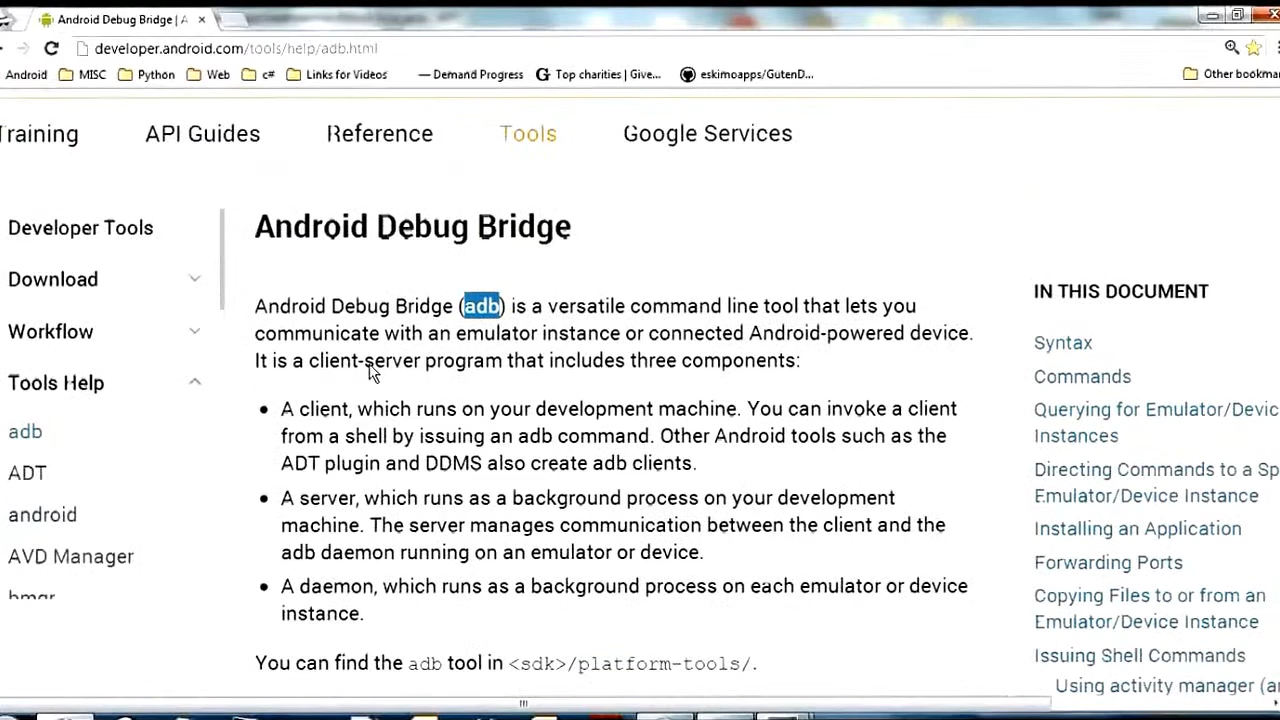 Android Debug Bridge | A
developer.android.com/tools/help/adb.html
Android
MISC
Python
Web
c#
Links for Videos
Demand Progress
Top charities | Give...
eskimoapps/GutenD...
Other bookma
Training
API Guides
Reference
Tools
Google Services
Developer Tools
Download
Workflow
Tools Help
adb
ADT
android
AVD Manager
bmgr
Android Debug Bridge
Android Debug Bridge (adb) is a versatile command line tool that lets you
communicate with an emulator instance or connected Android-powered device.
It is a client-server program that includes three components:
A client, which runs on your development machine. You can invoke a client
from a shell by issuing an adb command. Other Android tools such as the
ADT plugin and DDMS also create adb clients.
A server, which runs as a background process on your development
machine. The server manages communication between the client and the
adb daemon running on an emulator or device.
A daemon, which runs as a background process on each emulator or device
instance.
You can find the adb tool in <sdk>/platform-tools/.
IN THIS DOCUMENT
Syntax
Commands
Querying for Emulator/Devic
Instances
Directing Commands to a Sp
Emulator/Device Instance
Installing an Application
Forwarding Ports
Copying Files to or from an
Emulator/Device Instance
Issuing Shell Commands
Using activity manager (a